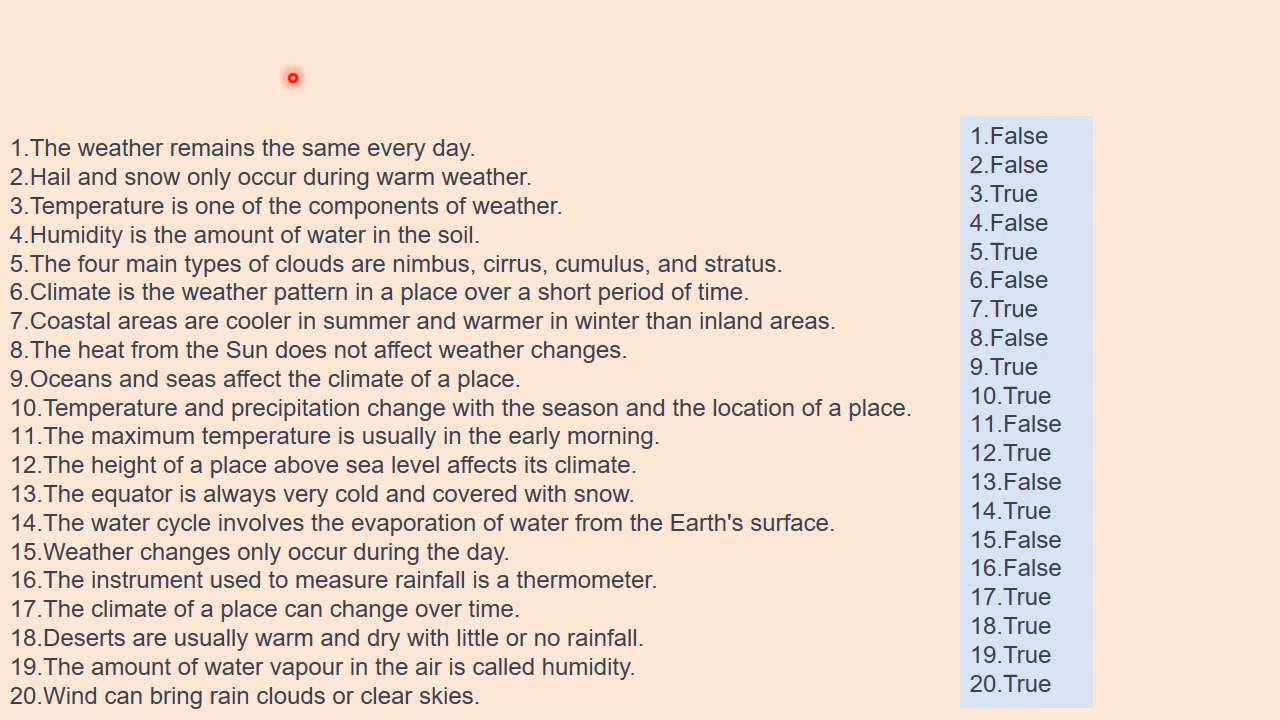 1.The weather remains the same every day.
2.Hail and snow only occur during warm weather.
3.Temperature is one of the components of weather.
4.Humidity is the amount of water in the soil.
5.The four main types of clouds are nimbus, cirrus, cumulus, and stratus.
6.Climate is the weather pattern in a place over a short period of time.
7.Coastal areas are cooler in summer and warmer in winter than inland areas.
8.The heat from the Sun does not affect weather changes.
9.Oceans and seas affect the climate of a place.
10.Temperature and precipitation change with the season and the location of a place.
11.The maximum temperature is usually in the early morning.
12.The height of a place above sea level affects its climate.
13.The equator is always very cold and covered with snow.
14.The water cycle involves the evaporation of water from the Earth's surface.
15.Weather changes only occur during the day.
16.The instrument used to measure rainfall is a thermometer.
17.The climate of a place can change over time.
18.Deserts are usually warm and dry with little or no rainfall.
19.The amount of water vapour in the air is called humidity.
20.Wind can bring rain clouds or clear skies.
1.False
2.False
3.True
4.False
5.True
6.False
7.True
8.False
9.True
10.True
11.False
12.True
13.False
14.True
15.False
16.False
17.True
18.True
19.True
20.True